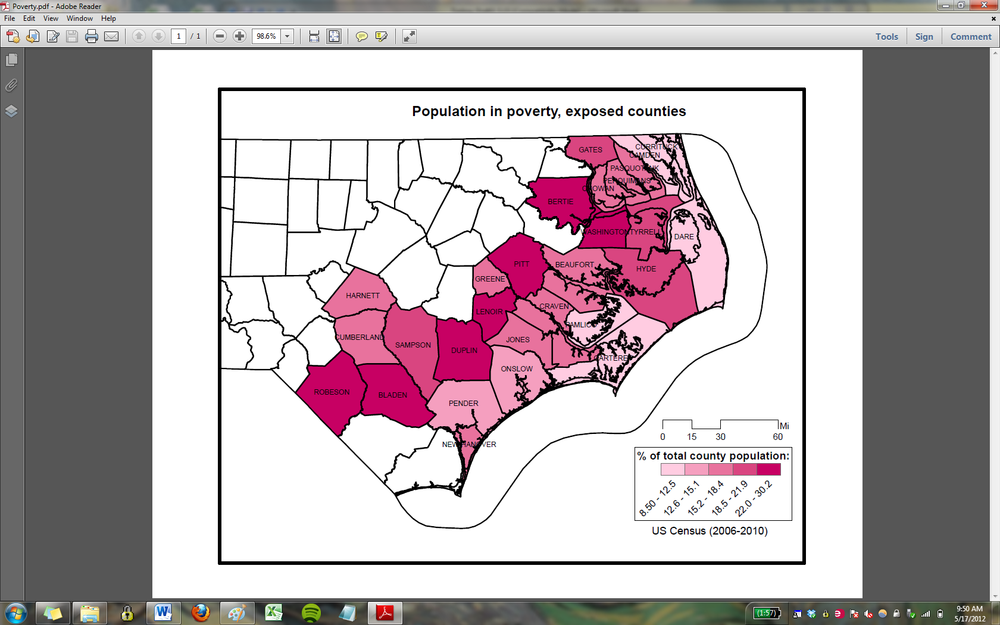 Poverty.pdf - Adobe Reader
File Edit View Window Help
1 / 1 98.6% Tools Sign Comment
Population in poverty, exposed counties
GATES
CURRITUCK
CAMDEN
PASQUOTANK
PERQUIMANS
CHOWAN
BERTIE
WASHINGTON
TYRRELL
DARE
PITT
BEAUFORT
HYDE
GREENE
HARNETT
LENOIR
CRAVEN
PAMLICO
CUMBERLAND
SAMPSON
JONES
DUPLIN
CARTERET
ONSLOW
ROBESON
BLADEN
PENDER
NEW HANOVER
Mi
0 15 30 60
% of total county population:
8.50 - 12.5
12.6 - 15.1
15.2 - 18.4
18.5 - 21.9
22.0 - 30.2
US Census (2006-2010)
(1:57)
9:50 AM
5/17/2012